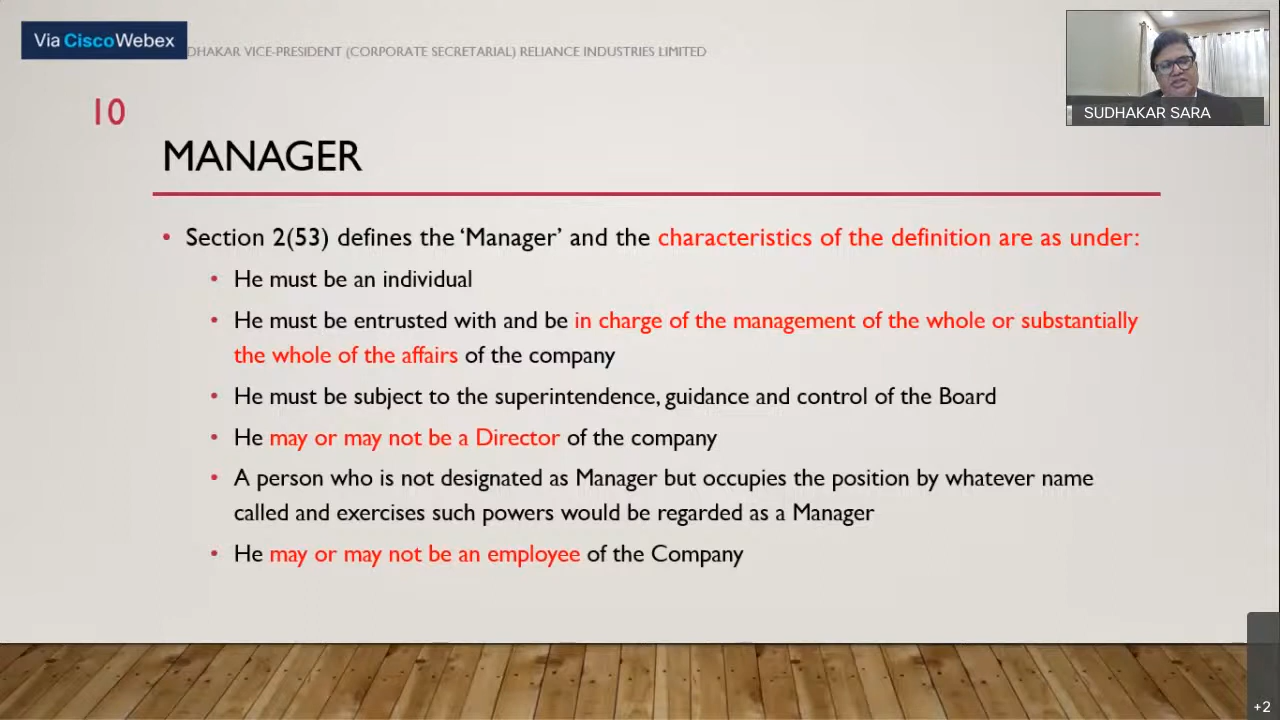 Via Cisco Webex
DHAKAR VICE-PRESIDENT (CORPORATE SECRETARIAL) RELIANCE INDUSTRIES LIMITED
SUDHAKAR SARA
10
MANAGER
• Section 2(53) defines the ‘Manager’ and the characteristics of the definition are as under:
• He must be an individual
• He must be entrusted with and be in charge of the management of the whole or substantially
the whole of the affairs of the company
• He must be subject to the superintendence, guidance and control of the Board
• He may or may not be a Director of the company
• A person who is not designated as Manager but occupies the position by whatever name
called and exercises such powers would be regarded as a Manager
• He may or may not be an employee of the Company
+2